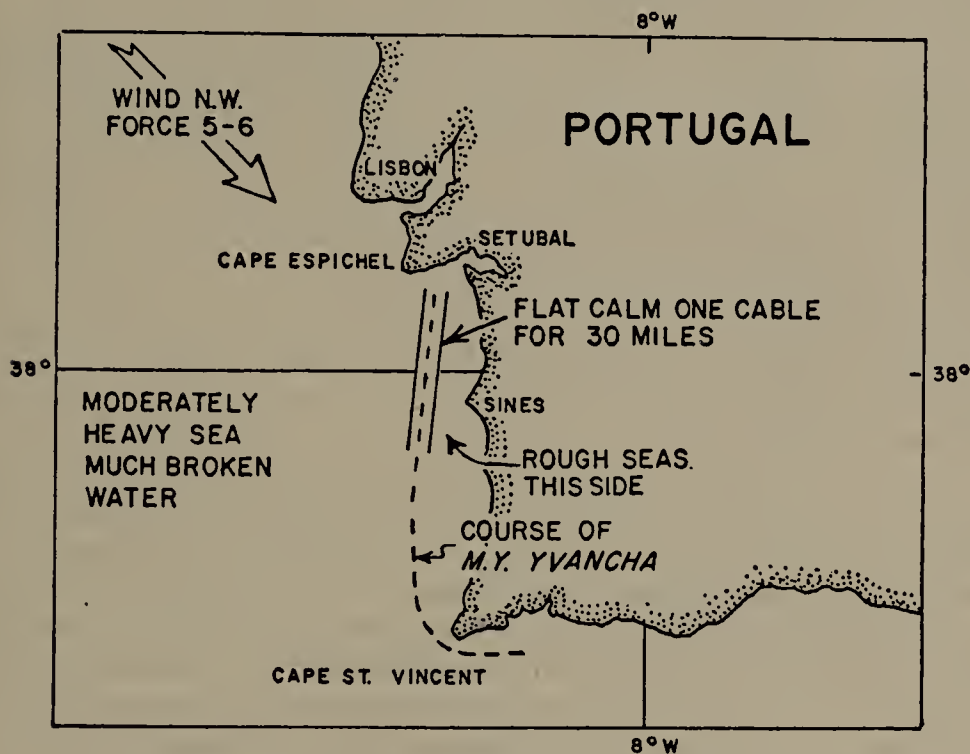 8°W
WIND N.W.
FORCE 5-6
PORTUGAL
LISBON
SETUBAL
CAPE ESPICHEL
FLAT CALM ONE CABLE
FOR 30 MILES
38°
38°
MODERATELY
HEAVY SEA
MUCH BROKEN
WATER
SINES
ROUGH SEAS.
THIS SIDE
COURSE OF
M.Y. YVANCHA
CAPE ST. VINCENT
8°W